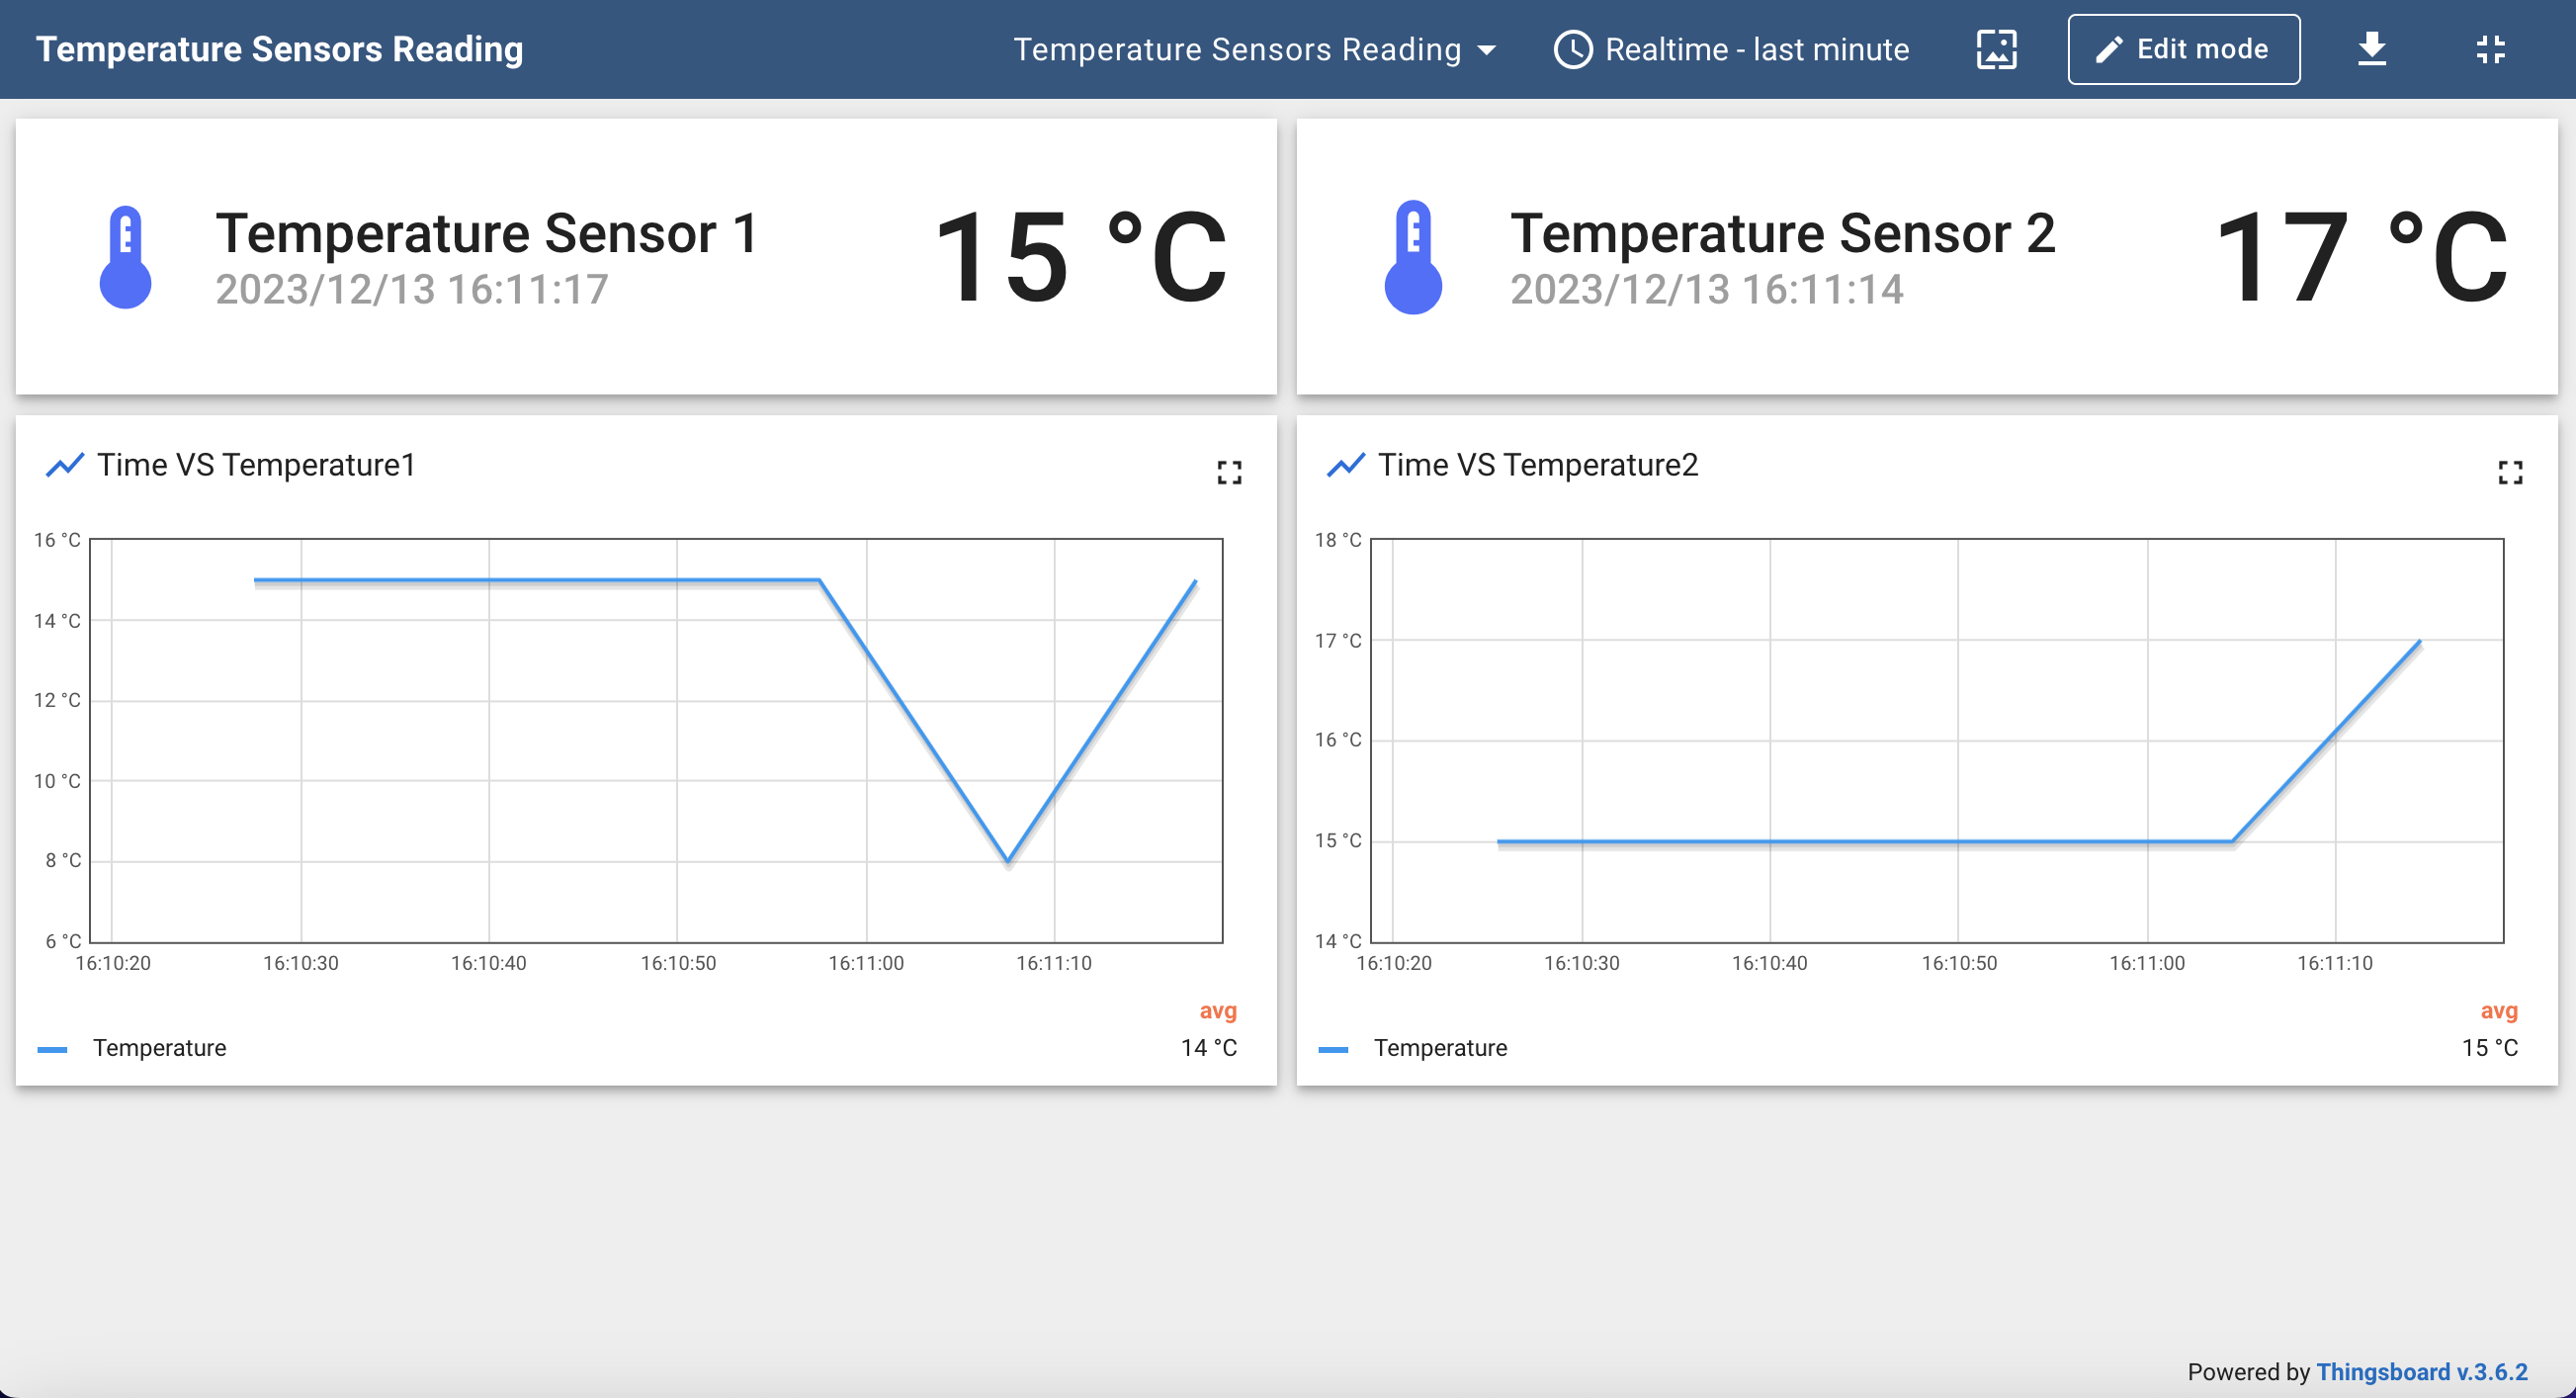 Temperature Sensors Reading
Temperature Sensors Reading
Realtime - last minute
Edit mode
Temperature Sensor 1
2023/12/13 16:11:17
15 °C
Temperature Sensor 2
2023/12/13 16:11:14
17 °C
Time VS Temperature1
16 °C
14 °C
12 °C
10 °C
8 °C
6 °C
16:10:20 16:10:30 16:10:40 16:10:50 16:11:00 16:11:10
avg
Temperature 14 °C
Time VS Temperature2
18 °C
17 °C
16 °C
15 °C
14 °C
16:10:20 16:10:30 16:10:40 16:10:50 16:11:00 16:11:10
avg
Temperature 15 °C
Powered by Thingsboard v.3.6.2